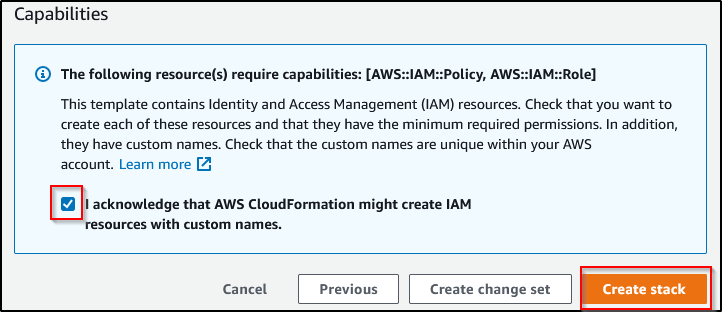 Capabilities
The following resource(s) require capabilities: [AWS::IAM::Policy, AWS::IAM::Role]
This template contains Identity and Access Management (IAM) resources. Check that you want to
create each of these resources and that they have the minimum required permissions. In addition,
they have custom names. Check that the custom names are unique within your AWS
account. Learn more
I acknowledge that AWS CloudFormation might create IAM
resources with custom names.
Cancel Previous Create change set Create stack